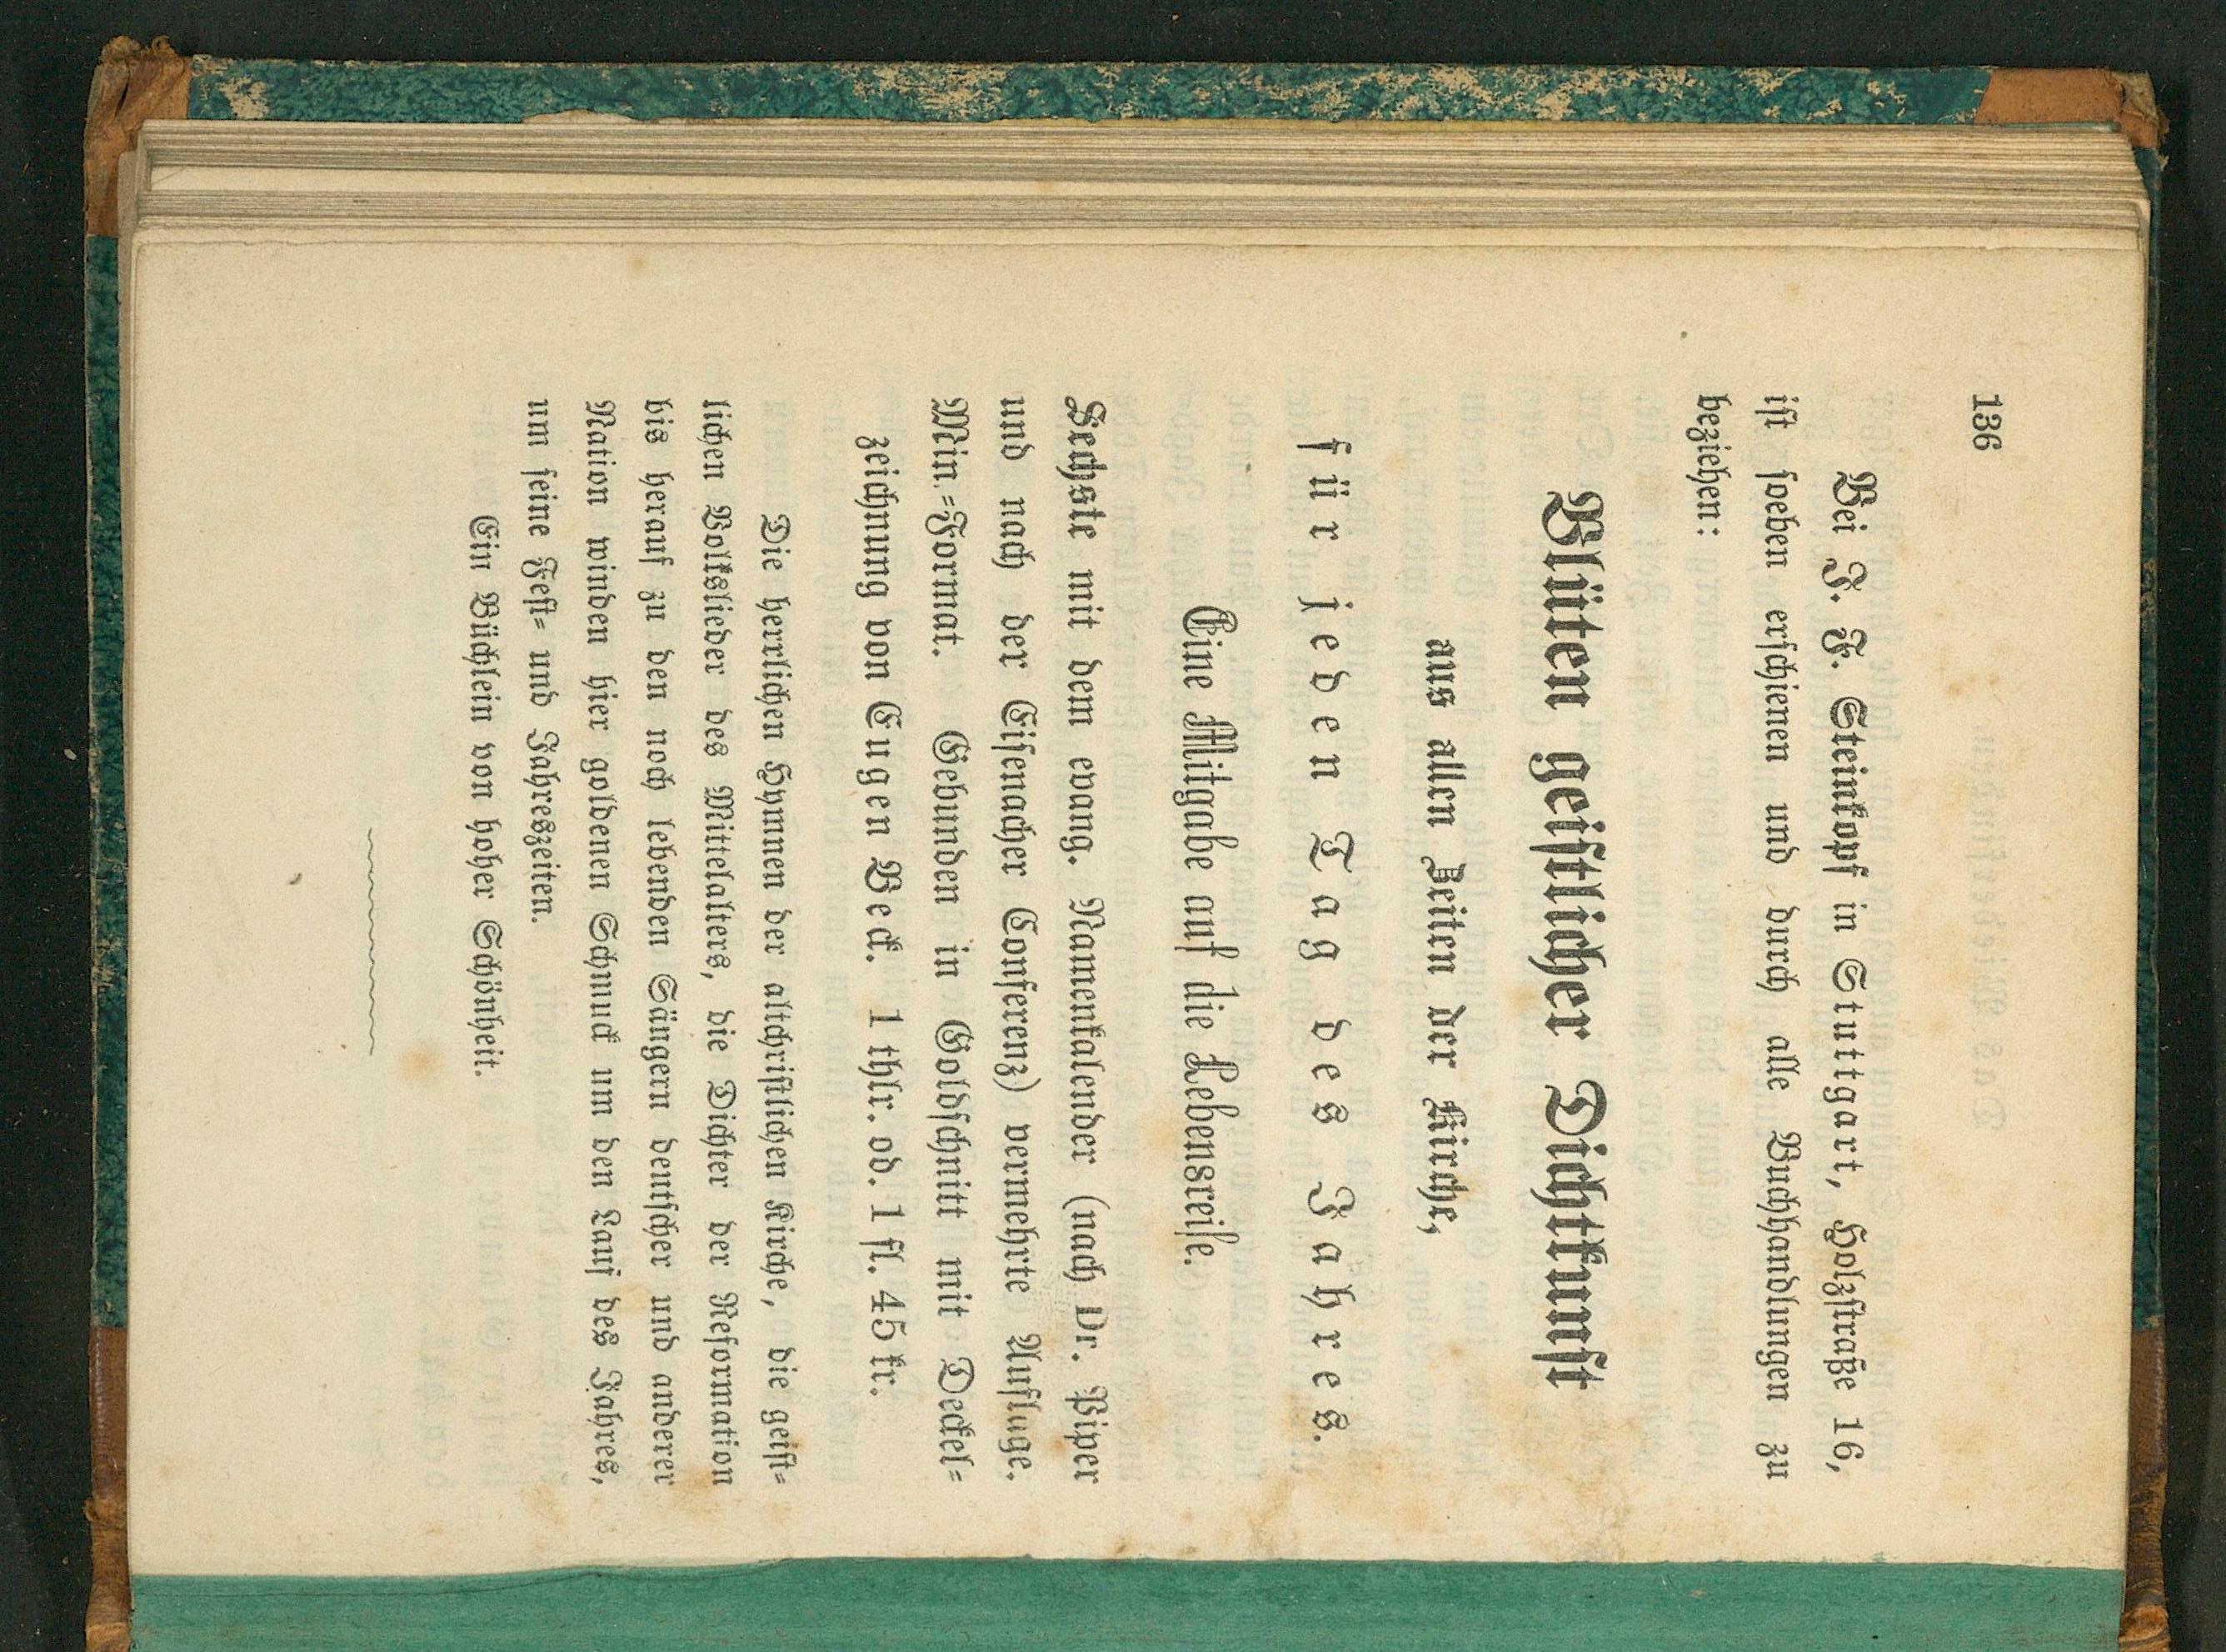 136
Bei J. F. Steinkopf in Stuttgart, Holzstraße 16,
ist soeben erschienen und durch alle Buchhandlungen zu
beziehen:
Blüten geistlicher Dichtkunst
aus allen Zeiten der Kirche,
für jeden Tag des Jahres.
Eine Mitgabe auf die Lebensreise.
Sechste mit dem evang. Namenkalender (nach Dr. Piper
und nach der Eisenacher Conferenz) vermehrte Auflage.
Min.=Format. Gebunden in Goldschnitt mit Deckel=
zeichnung von Eugen Beck. 1 thlr. od. 1 fl. 45 kr.
Die herrlichen Hymnen der altchristlichen Kirche, die geist=
lichen Volkslieder des Mittelalters, die Dichter der Reformation
bis herauf zu den noch lebenden Sängern deutscher und anderer
Nation winden hier goldenen Schmuck um den Lauf des Jahres,
um seine Fest= und Jahreszeiten.
Ein Büchlein von hoher Schönheit.